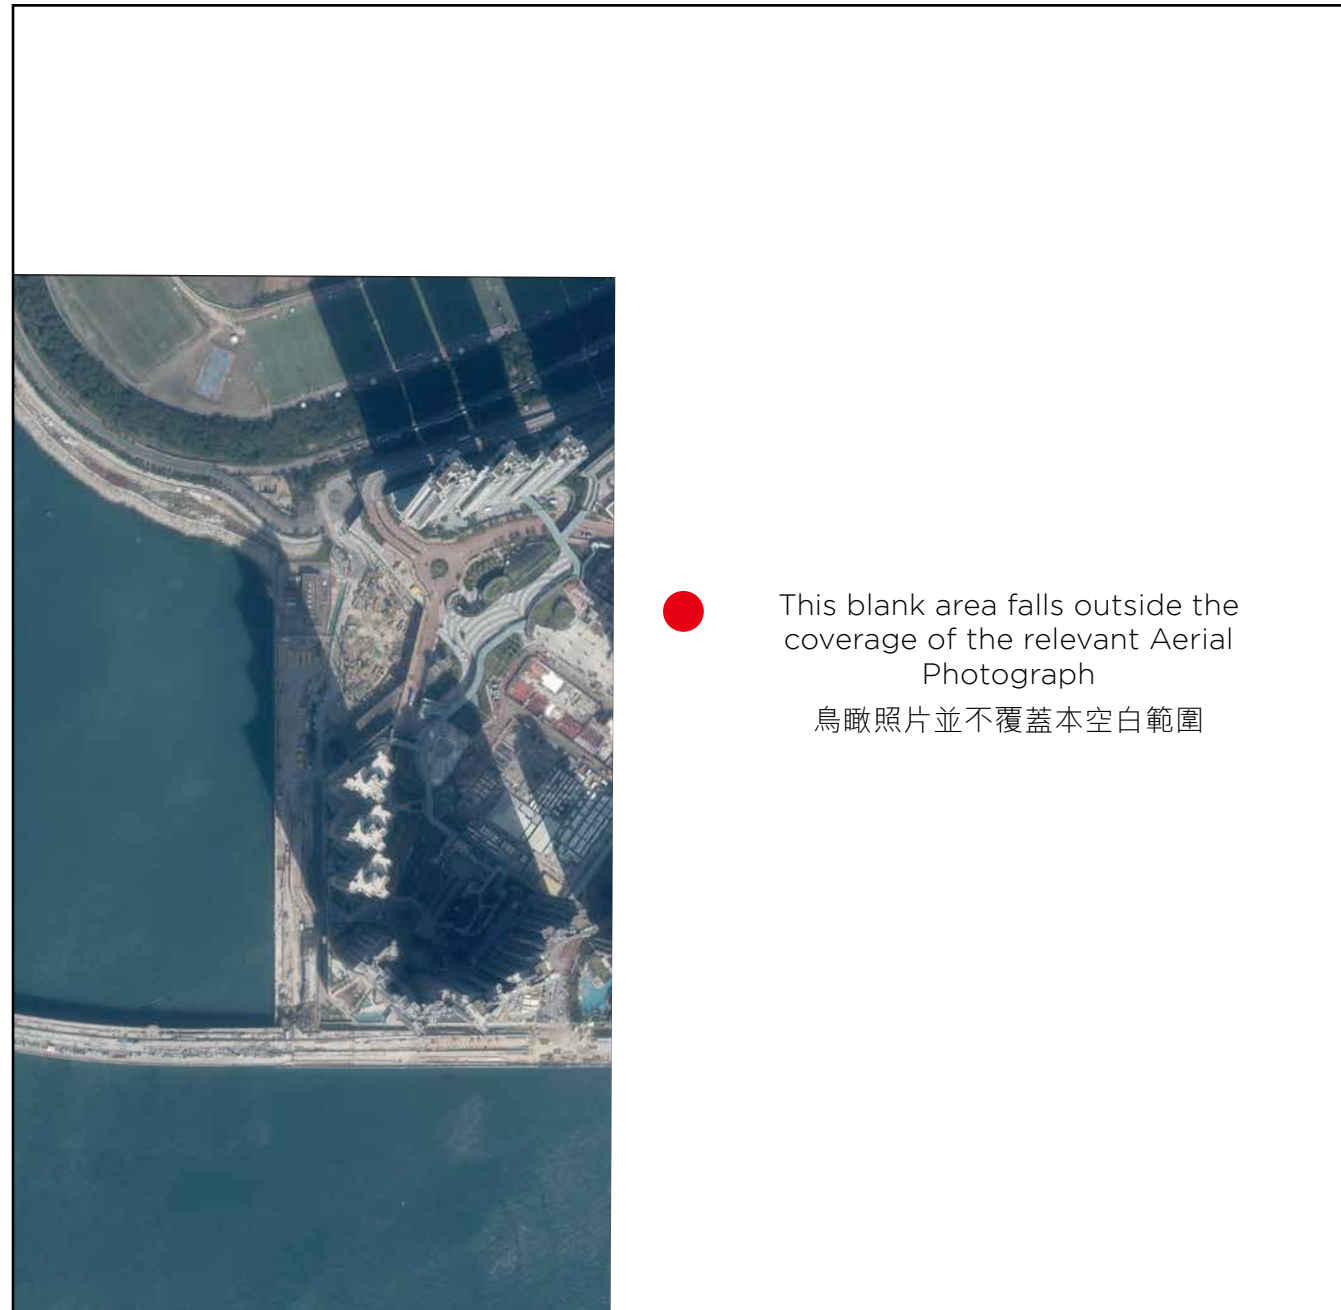 This blank area falls outside the
coverage of the relevant Aerial
Photograph
鳥瞰照片並不覆蓋本空白範圍